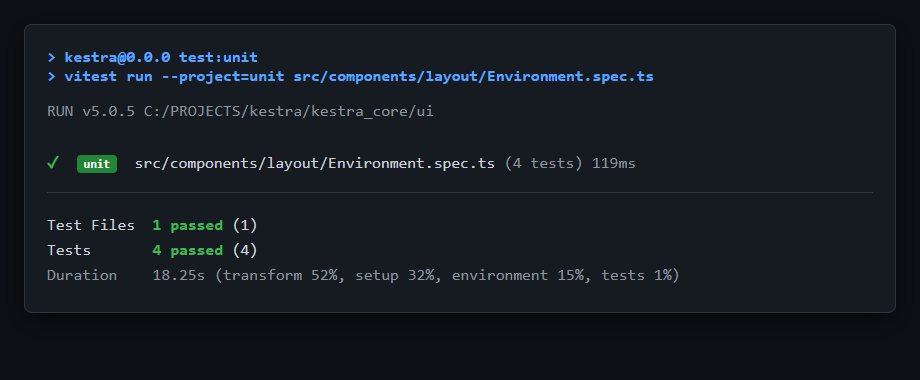 > kestra@0.0.0 test:unit
> vitest run --project=unit src/components/layout/Environment.spec.ts
RUN v5.0.5 C:/PROJECTS/kestra/kestra_core/ui
✓ unit src/components/layout/Environment.spec.ts (4 tests) 119ms
Test Files 1 passed (1)
Tests 4 passed (4)
Duration 18.25s (transform 52%, setup 32%, environment 15%, tests 1%)